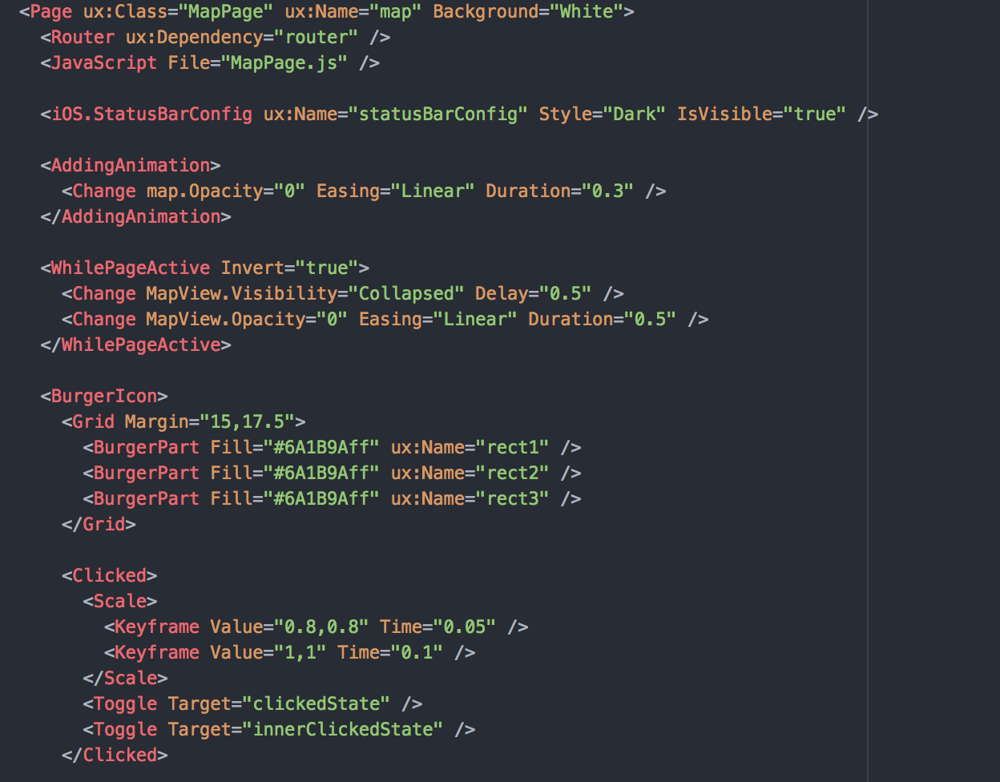 <Page ux:Class="MapPage" ux:Name="map" Background="White">
<Router ux:Dependency="router" />
<JavaScript File="MapPage.js" />
<iOS.StatusBarConfig ux:Name="statusBarConfig" Style="Dark" IsVisible="true" />
<AddingAnimation>
<Change map.Opacity="0" Easing="Linear" Duration="0.3" />
</AddingAnimation>
<WhilePageActive Invert="true">
<Change MapView.Visibility="Collapsed" Delay="0.5" />
<Change MapView.Opacity="0" Easing="Linear" Duration="0.5" />
</WhilePageActive>
<BurgerIcon>
<Grid Margin="15,17.5">
<BurgerPart Fill="#6A1B9Aff" ux:Name="rect1" />
<BurgerPart Fill="#6A1B9Aff" ux:Name="rect2" />
<BurgerPart Fill="#6A1B9Aff" ux:Name="rect3" />
</Grid>
<Clicked>
<Scale>
<Keyframe Value="0.8,0.8" Time="0.05" />
<Keyframe Value="1,1" Time="0.1" />
</Scale>
<Toggle Target="clickedState" />
<Toggle Target="innerClickedState" />
</Clicked>